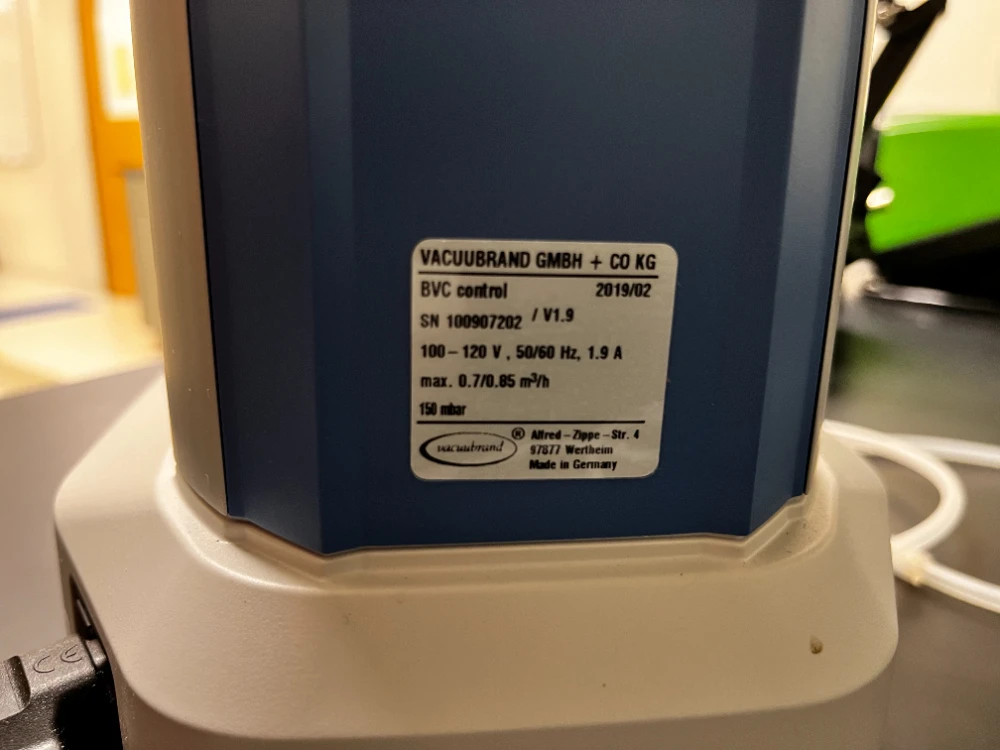 VACUUBRAND GMBH + CO KG
BVC control 2019/02
SN 100907202 / V1.9
100 – 120 V , 50/60 Hz, 1.9 A
max. 0.7/0.85 m³/h
150 mbar
vacuubrand ® Alfred – Zippe – Str. 4
97877 Wertheim
Made in Germany
CE